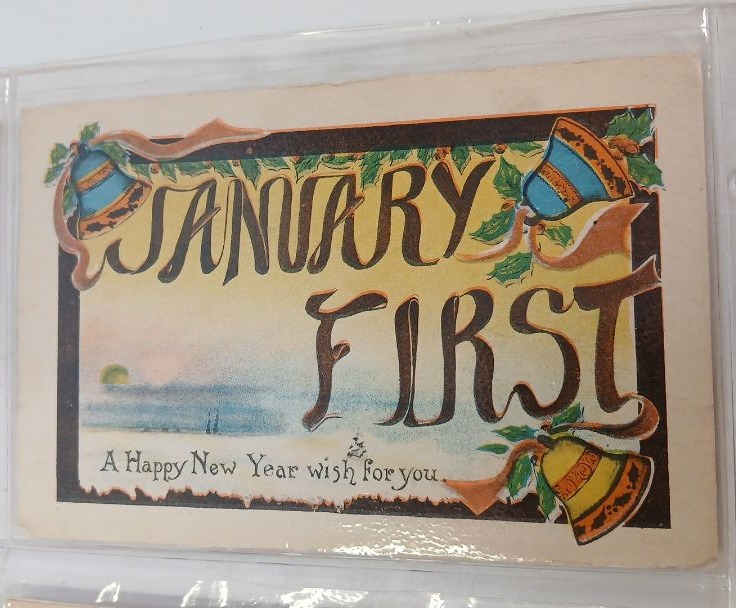 JANUARY
FIRST
A Happy New Year wish for you.